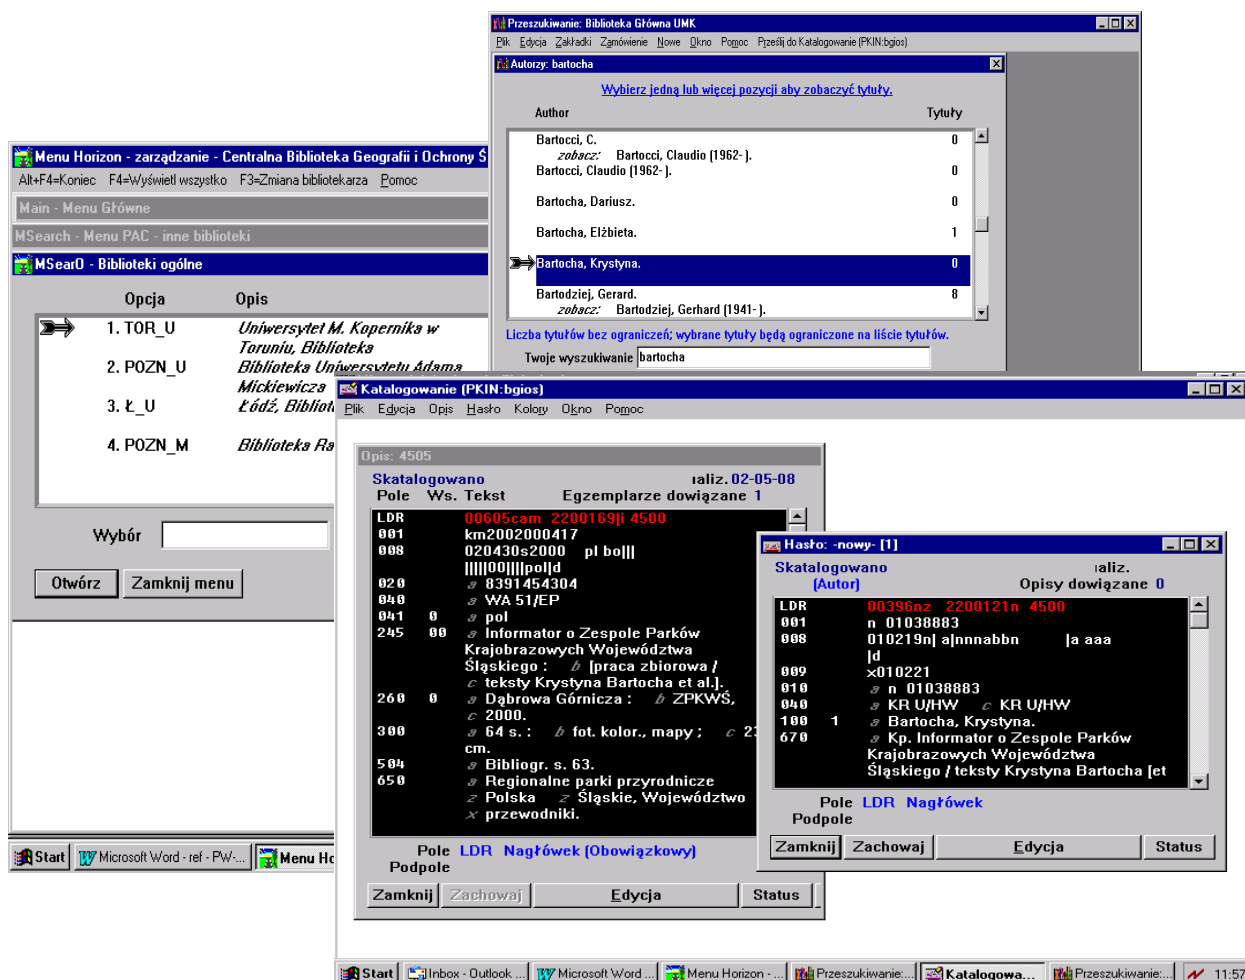 Przeszukiwanie: Biblioteka Główna UMK
Plik Edycja Zakładki Zamówienie Nowe Okno Pomoc Prześlij do Katalogowanie (PKIN:bgios)
Autorzy: bartocha
Wybierz jedną lub więcej pozycji aby zobaczyć tytuły.
Author Tytuły
Bartocci, C. 0
zobacz: Bartocci, Claudio (1962- ).
Bartocci, Claudio (1962- ). 0
Bartocha, Dariusz. 0
Bartocha, Elżbieta. 1
Bartocha, Krystyna. 0
Bartodziej, Gerard. 8
zobacz: Bartodziej, Gerhard (1941- ).
Liczba tytułów bez ograniczeń; wybrane tytuły będą ograniczone na liście tytułów.
Twoje wyszukiwanie bartocha
Menu Horizon - zarządzanie - Centralna Biblioteka Geografii i Ochrony Ś
Alt+F4=Koniec F4=Wyświetl wszystko F3=Zmiana bibliotekarza Pomoc
Main - Menu Główne
MSearch - Menu PAC - inne biblioteki
MSearO - Biblioteki ogólne
Opcja Opis
1. TOR_U Uniwersytet M. Kopernika w
Toruniu, Biblioteka
2. POZN_U Biblioteka Uniwersytetu Adama
Mickiewicza
3. Ł_U Łódź, Bibliot
4. POZN_M Biblioteka Ra
Wybór
Otwórz Zamknij menu
Start Microsoft Word - ref - PW-... Menu Ho
Katalogowanie (PKIN:bgios)
Plik Edycja Opis Hasło Kolory Okno Pomoc
Opis: 4505
Skatalogowano ıaliz. 02-05-08
Pole Ws. Tekst Egzemplarze dowiązane 1
LDR 00605cam 2200169|i 4500
001 km2002000417
008 020430s2000 pl bo|||
|||||00||||pol|d
020 a 8391454304
040 a WA 51/EP
041 0 a pol
245 00 a Informator o Zespole Parków
Krajobrazowych Województwa
Śląskiego : b [praca zbiorowa /
c teksty Krystyna Bartocha et al.].
260 0 a Dąbrowa Górnicza : b ZPKWŚ,
c 2000.
300 a 64 s. : b fot. kolor., mapy ; c 23
cm.
504 a Bibliogr. s. 63.
650 a Regionalne parki przyrodnicze
z Polska z Śląskie, Województwo
x przewodniki.
Pole LDR Nagłówek (Obowiązkowy)
Podpole
Zamknij Zachowaj Edycja Status
Hasło: -nowy- [1]
Skatalogowano ıaliz.
(Autor) Opisy dowiązane 0
LDR 00396nz 2200121n 4500
001 n 01038883
008 010219n| a|nnnabbn |a aaa
|d
009 x010221
010 a n 01038883
040 a KR U/HW c KR U/HW
100 1 a Bartocha, Krystyna.
670 a Kp. Informator o Zespole Parków
Krajobrazowych Województwa
Śląskiego / teksty Krystyna Bartocha [et
Pole LDR Nagłówek
Podpole
Zamknij Zachowaj Edycja Status
Start Inbox - Outlook ... Microsoft Word ... Menu Horizon - ... Przeszukiwanie:... Katalogowa... Przeszukiwanie:... 11:57